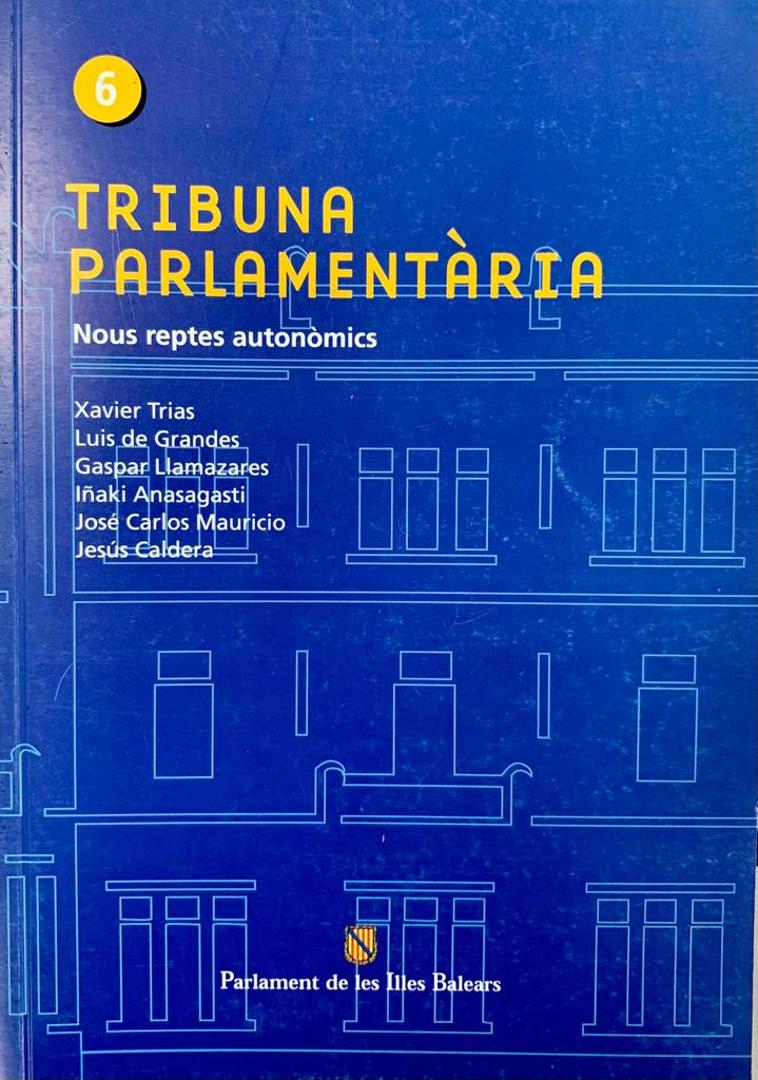 6
TRIBUNA
PARLAMENTÀRIA
Nous reptes autonòmics
Xavier Trias
Luis de Grandes
Gaspar Llamazares
Iñaki Anasagasti
José Carlos Mauricio
Jesús Caldera
Parlament de les Illes Balears